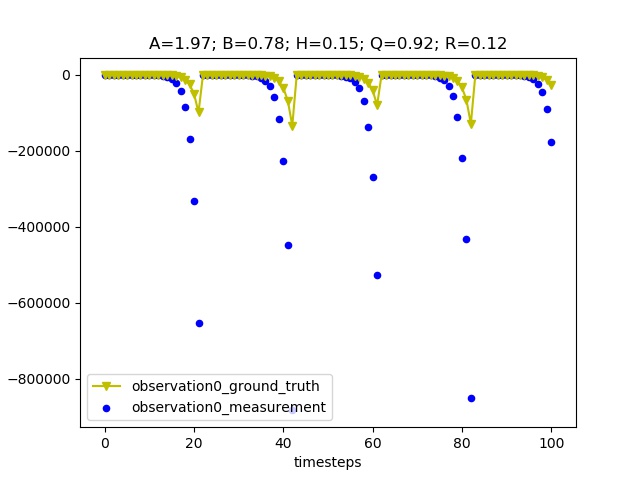 A=1.97; B=0.78; H=0.15; Q=0.92; R=0.12
0
−200000
−400000
−600000
−800000
observation0_ground_truth
observation0_measurement
0 20 40 60 80 100
timesteps